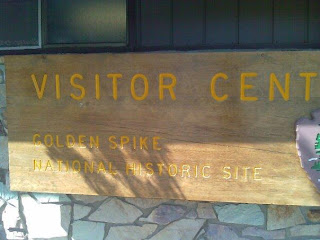 VISITOR CENT
GOLDEN SPIKE
NATIONAL HISTORIC SITE